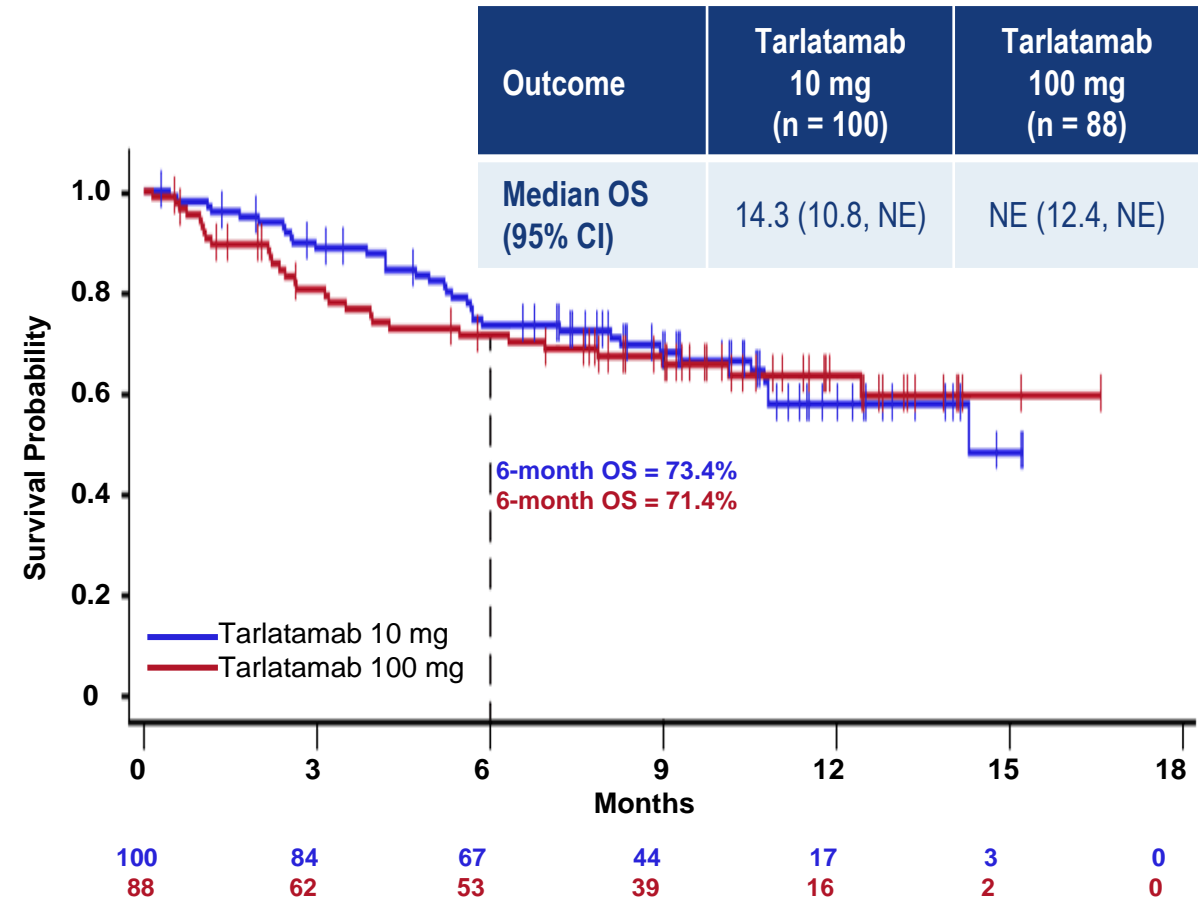 Outcome
Tarlatamab
10 mg
(n = 100)
Tarlatamab
100 mg
(n = 88)
Median OS
(95% CI)
14.3 (10.8, NE)
NE (12.4, NE)
Survival Probability
1.0
0.8
0.6
0.4
0.2
0
6-month OS = 73.4%
6-month OS = 71.4%
Tarlatamab 10 mg
Tarlatamab 100 mg
0 3 6 9 12 15 18
Months
100 84 67 44 17 3 0
88 62 53 39 16 2 0